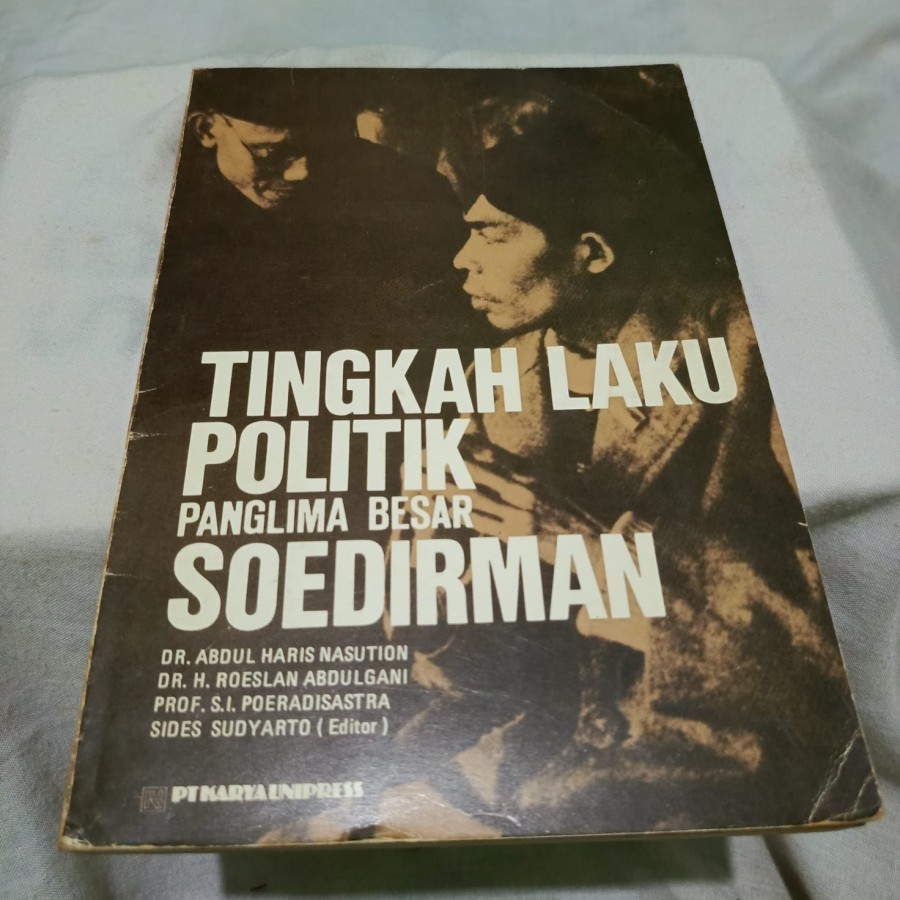 TINGKAH LAKU
POLITIK
PANGLIMA BESAR
SOEDIRMAN
DR. ABDUL HARIS NASUTION
DR. H. ROESLAN ABDULGANI
PROF. S.I. POERADISASTRA
SIDES SUDYARTO ( Editor )
PT KARYA UNIPRESS